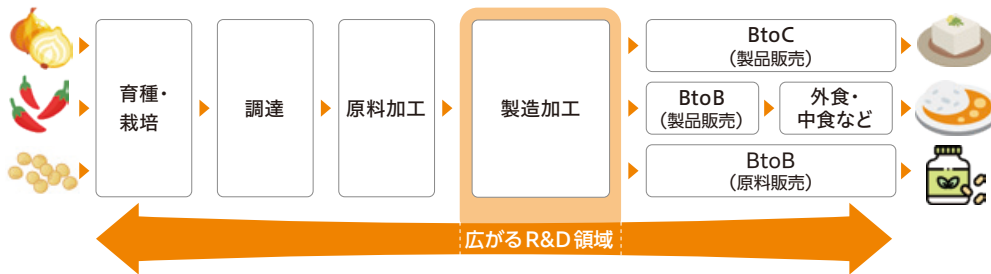 育種・
栽培
調達
原料加工
製造加工
BtoC
（製品販売）
BtoB
（製品販売）
外食・
中食など
BtoB
（原料販売）
広がるR&D領域